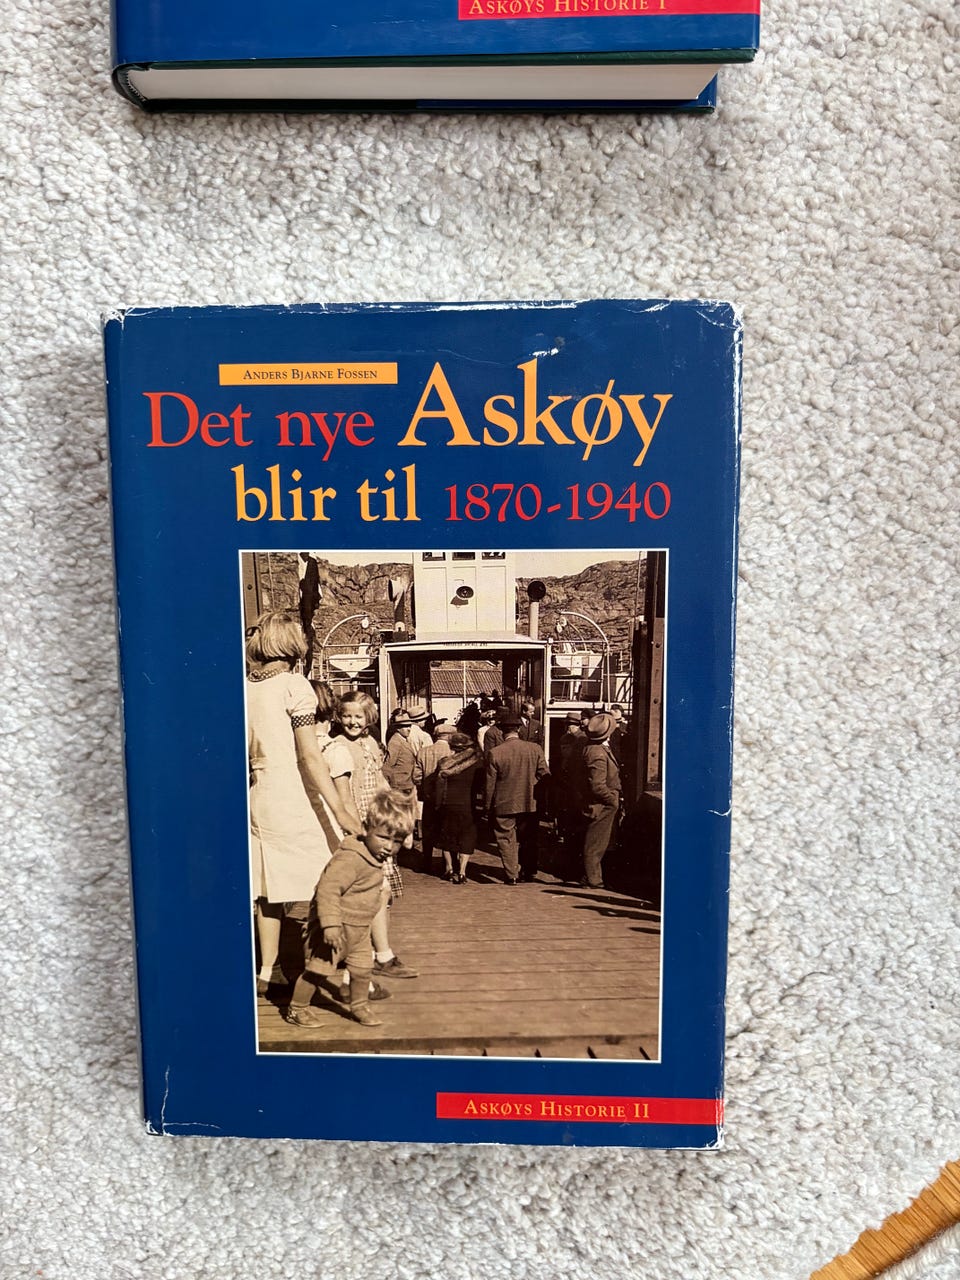 ASKØYS HISTORIE I
ANDERS BJARNE FOSSEN
Det nye Askøy
blir til 1870-1940
ASKØYS HISTORIE II